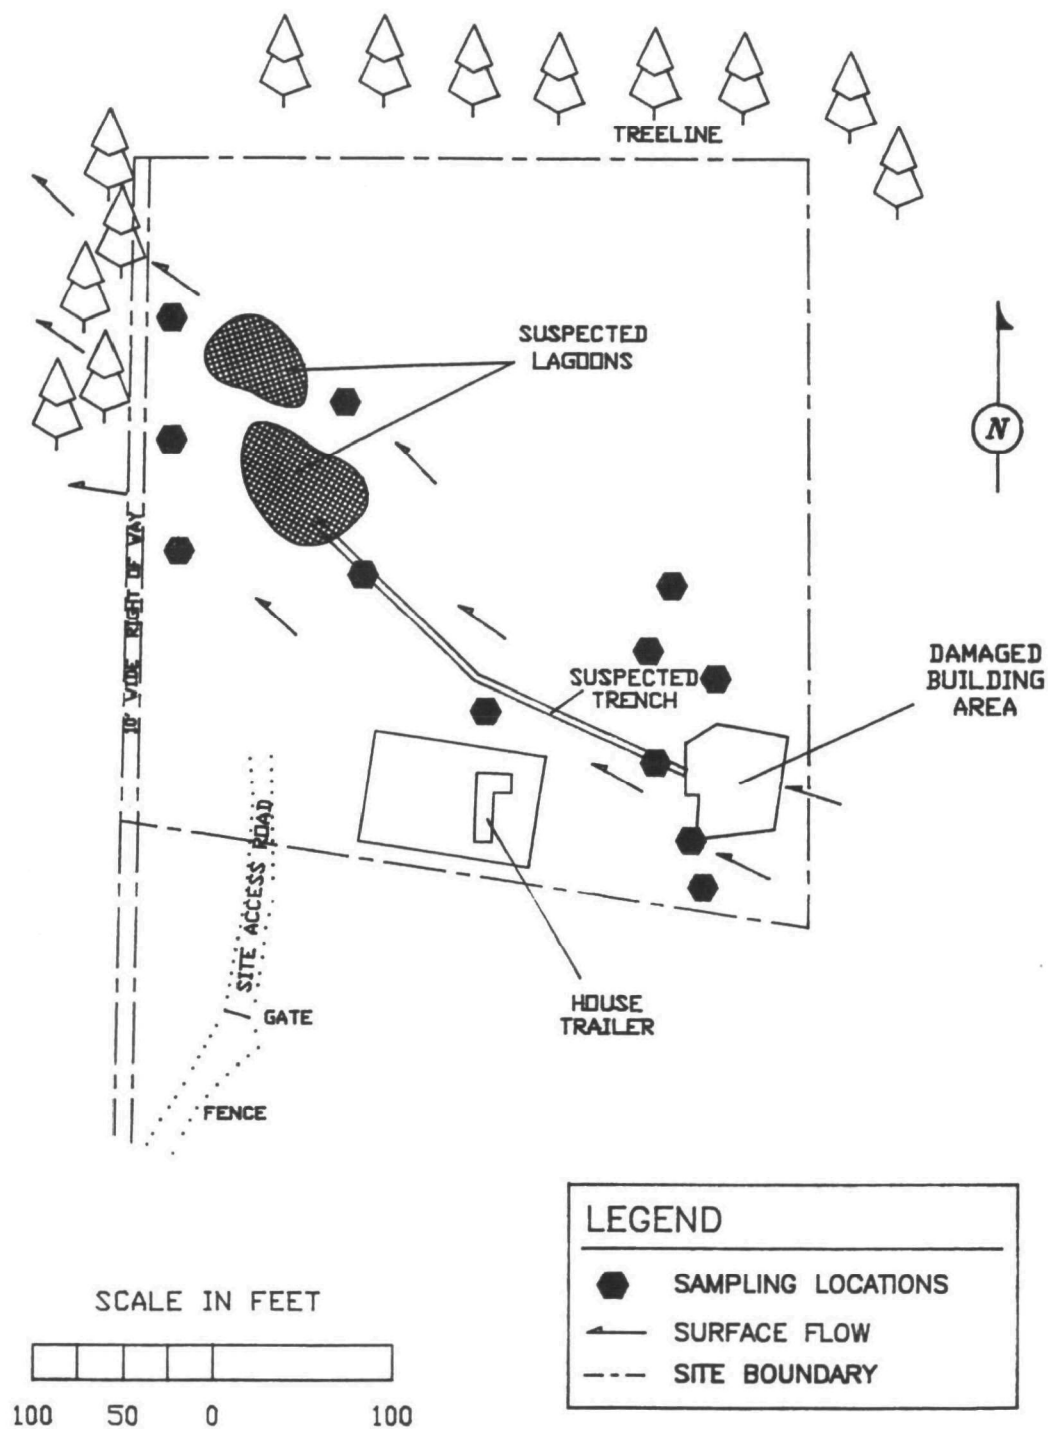 TREELINE
SUSPECTED
LAGOONS
N
10' WIDE RIGHT OF WAY
SUSPECTED
TRENCH
DAMAGED
BUILDING
AREA
SITE ACCESS ROAD
HOUSE
TRAILER
GATE
FENCE
LEGEND
SAMPLING LOCATIONS
SURFACE FLOW
SITE BOUNDARY
SCALE IN FEET
100 50 0 100